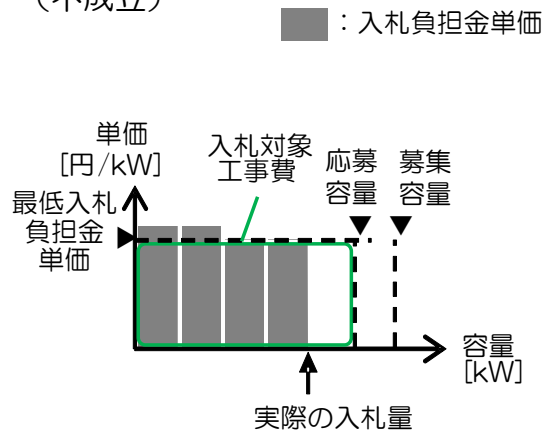 （不成立）
：入札負担金単価
単価
[円/kW]
入札対象
工事費
応募
容量
募集
容量
最低入札
負担金
単価
容量
[kW]
実際の入札量